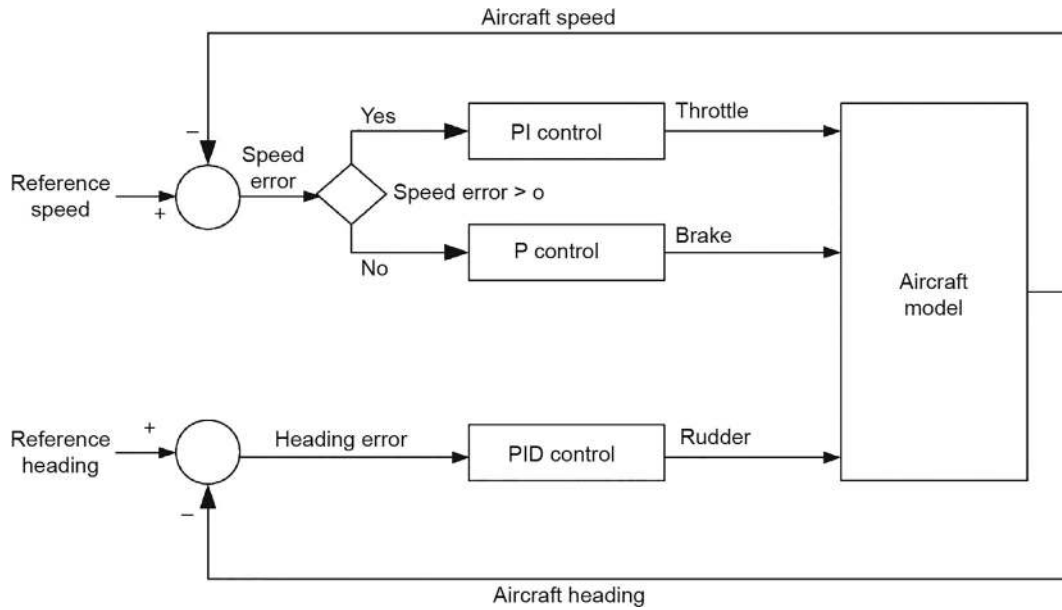 Aircraft speed
–
Yes
PI control
Throttle
Reference
speed
+
Speed
error
Speed error > o
No
P control
Brake
Aircraft
model
Reference
heading
+
Heading error
PID control
Rudder
–
Aircraft heading